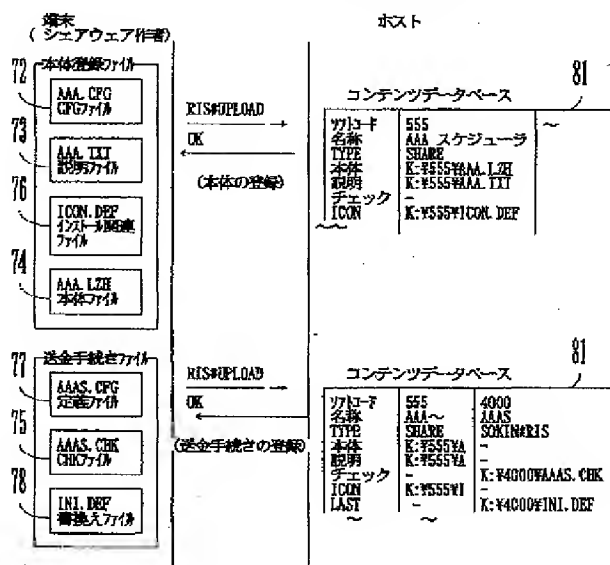 端末
(シェアウェア作者)
ホスト
本体登録ファイル
72
AAA.CFG
CFGファイル
73
AAA.TXT
説明ファイル
76
ICON.DEF
インストール関連
ファイル
74
AAA.LZH
本体ファイル
RIS#UPLOAD
OK
(本体の登録)
81
コンテンツデータベース
ソフトコード 555 ~
名称 AAA スケジューラ
TYPE SHARE
本体 K:¥555¥AAA.LZH
説明 K:¥555¥AAA.TXT
チェック -
ICON K:¥555¥ICON.DEF
~
送金手続きファイル
77
AAAS.CFG
定義ファイル
75
AAAS.CHK
CHKファイル
78
INI.DEF
書換えファイル
RIS#UPLOAD
OK
(送金手続きの登録)
81
コンテンツデータベース
ソフトコード 555 4000
名称 AAA~ AAAS
TYPE SHARE SOKIN#RIS
本体 K:¥555¥A -
説明 K:¥555¥A -
チェック - K:¥4000¥AAAS.CHK
ICON K:¥555¥I -
LAST - K:¥4000¥INI.DEF
~ ~